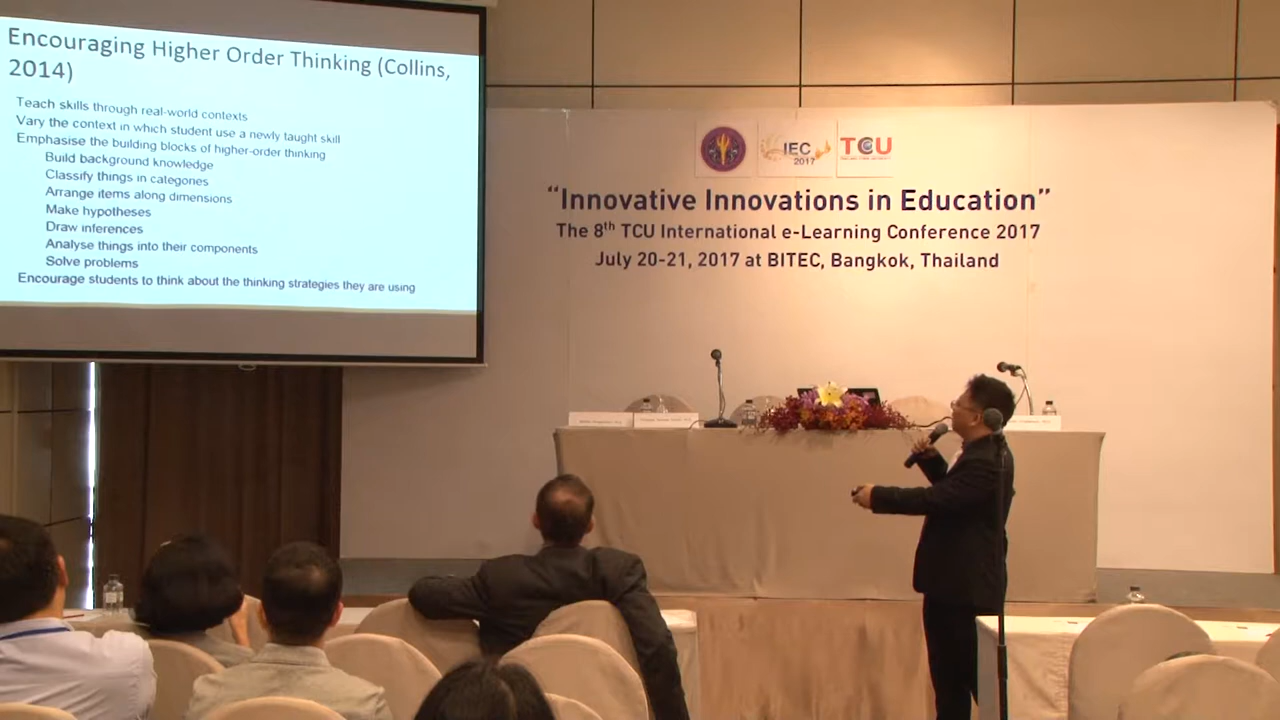 Encouraging Higher Order Thinking (Collins,
2014)
Teach skills through real-world contexts
Vary the context in which student use a newly taught skill
Emphasise the building blocks of higher-order thinking
Build background knowledge
Classify things in categories
Arrange items along dimensions
Make hypotheses
Draw inferences
Analyse things into their components
Solve problems
Encourage students to think about the thinking strategies they are using
IEC
2017
TCU
“Innovative Innovations in Education”
The 8th TCU International e-Learning Conference 2017
July 20-21, 2017 at BITEC, Bangkok, Thailand